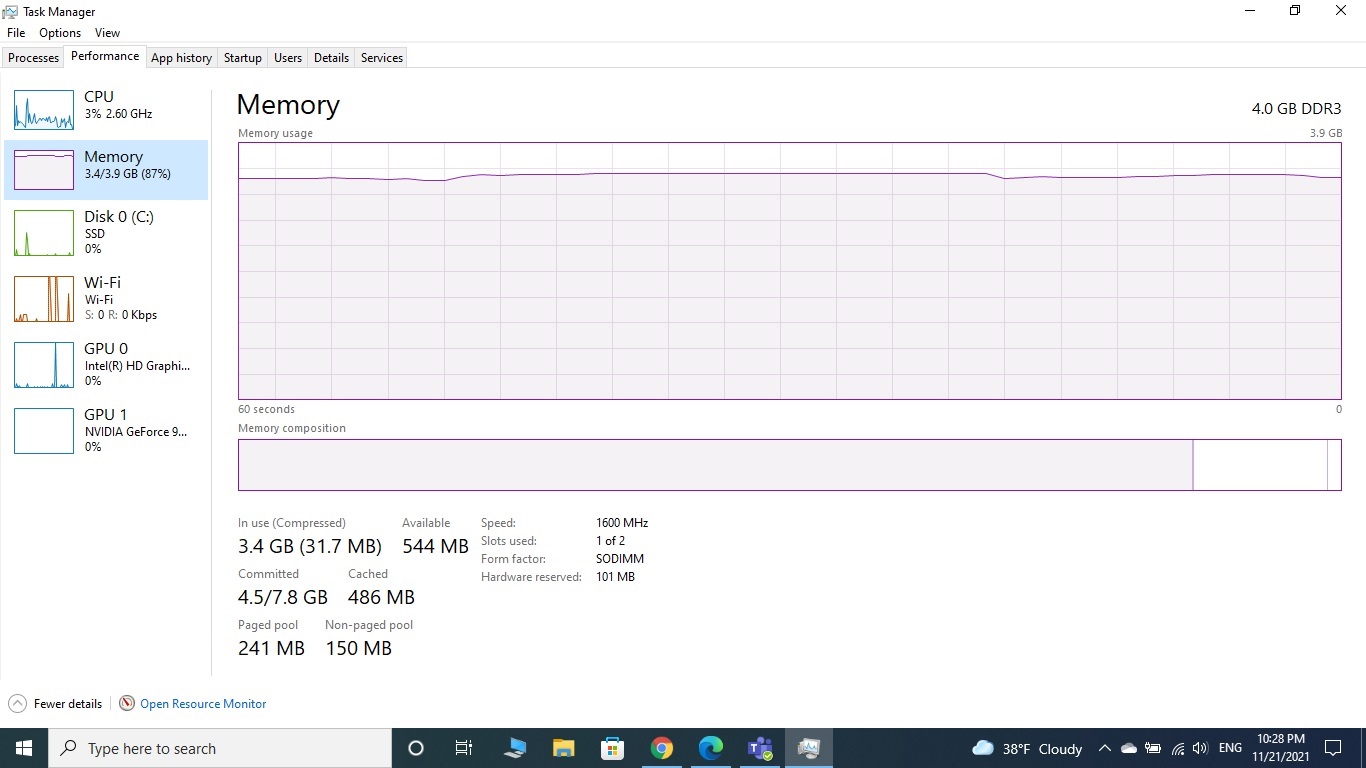 Task Manager
File Options View
Processes Performance App history Startup Users Details Services
CPU
3% 2.60 GHz
Memory
3.4/3.9 GB (87%)
Disk 0 (C:)
SSD
0%
Wi-Fi
Wi-Fi
S: 0 R: 0 Kbps
GPU 0
Intel(R) HD Graphi...
0%
GPU 1
NVIDIA GeForce 9...
0%
Memory
4.0 GB DDR3
Memory usage
3.9 GB
60 seconds
0
Memory composition
In use (Compressed)
3.4 GB (31.7 MB)
Available
544 MB
Committed
4.5/7.8 GB
Cached
486 MB
Paged pool
241 MB
Non-paged pool
150 MB
Speed: 1600 MHz
Slots used: 1 of 2
Form factor: SODIMM
Hardware reserved: 101 MB
Fewer details
Open Resource Monitor
Type here to search
38°F Cloudy
ENG
10:28 PM
11/21/2021